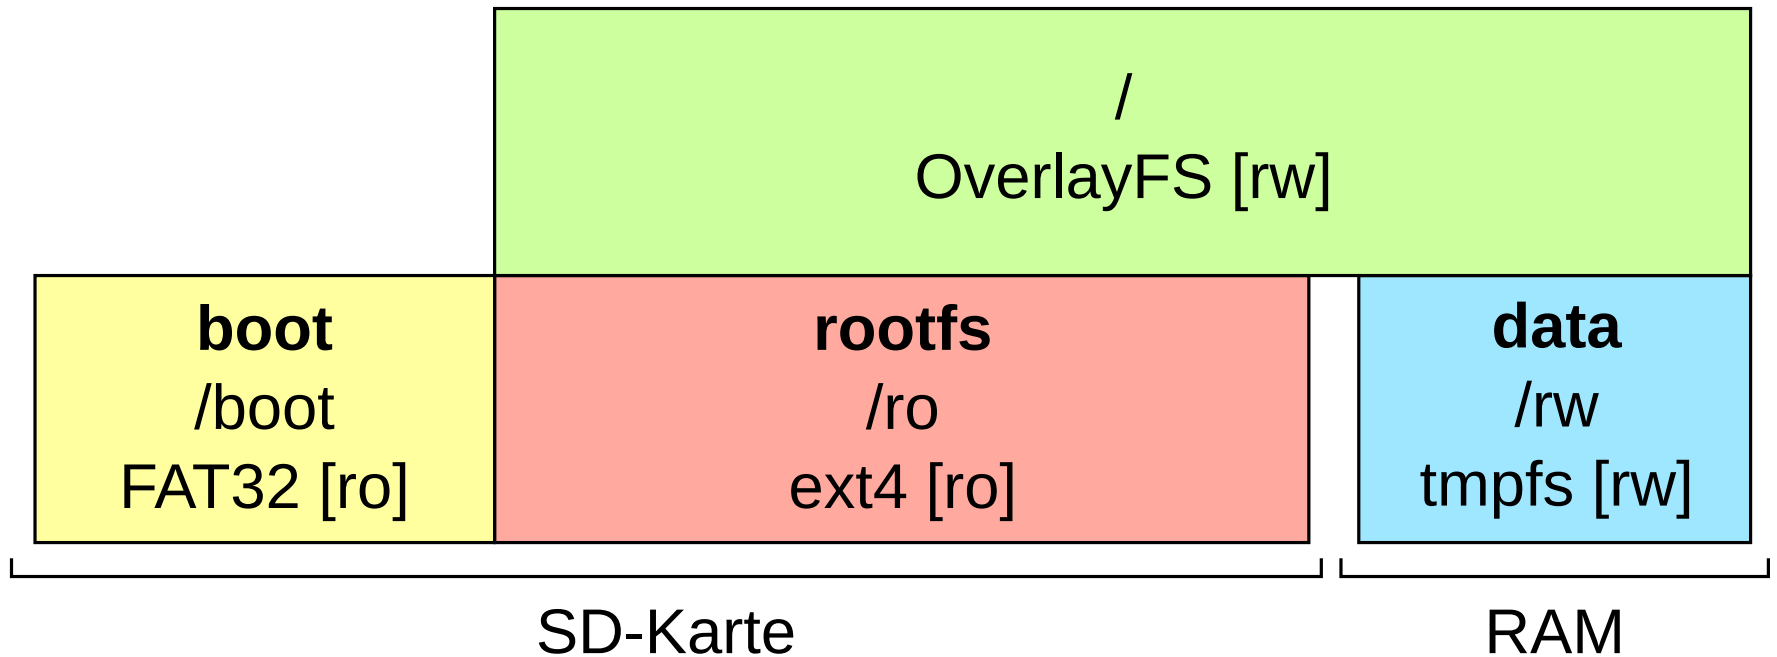 /
OverlayFS [rw]
boot
/boot
FAT32 [ro]
rootfs
/ro
ext4 [ro]
data
/rw
tmpfs [rw]
SD-Karte
RAM